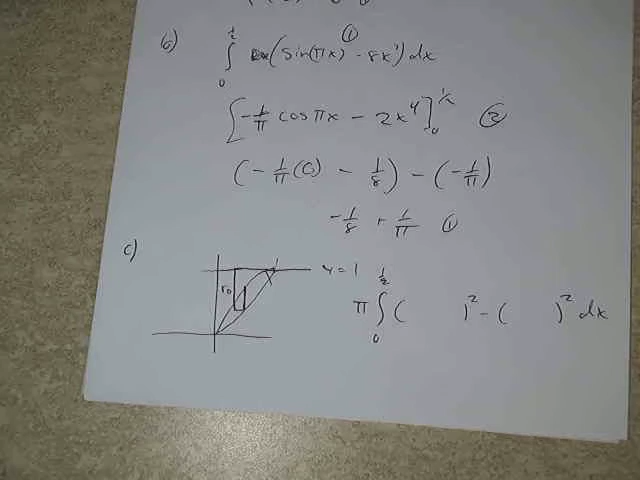 b) ∫₀^{1/2} (sin(πx) - 8x³)dx ①
[-1/π cos πx - 2x⁴]₀^{1/2} ②
(-1/π(0) - 1/8) - (-1/π)
-1/8 + 1/π ①
c)
y = 1
r₀
π ∫₀^{1/2} ( )² - ( )² dx